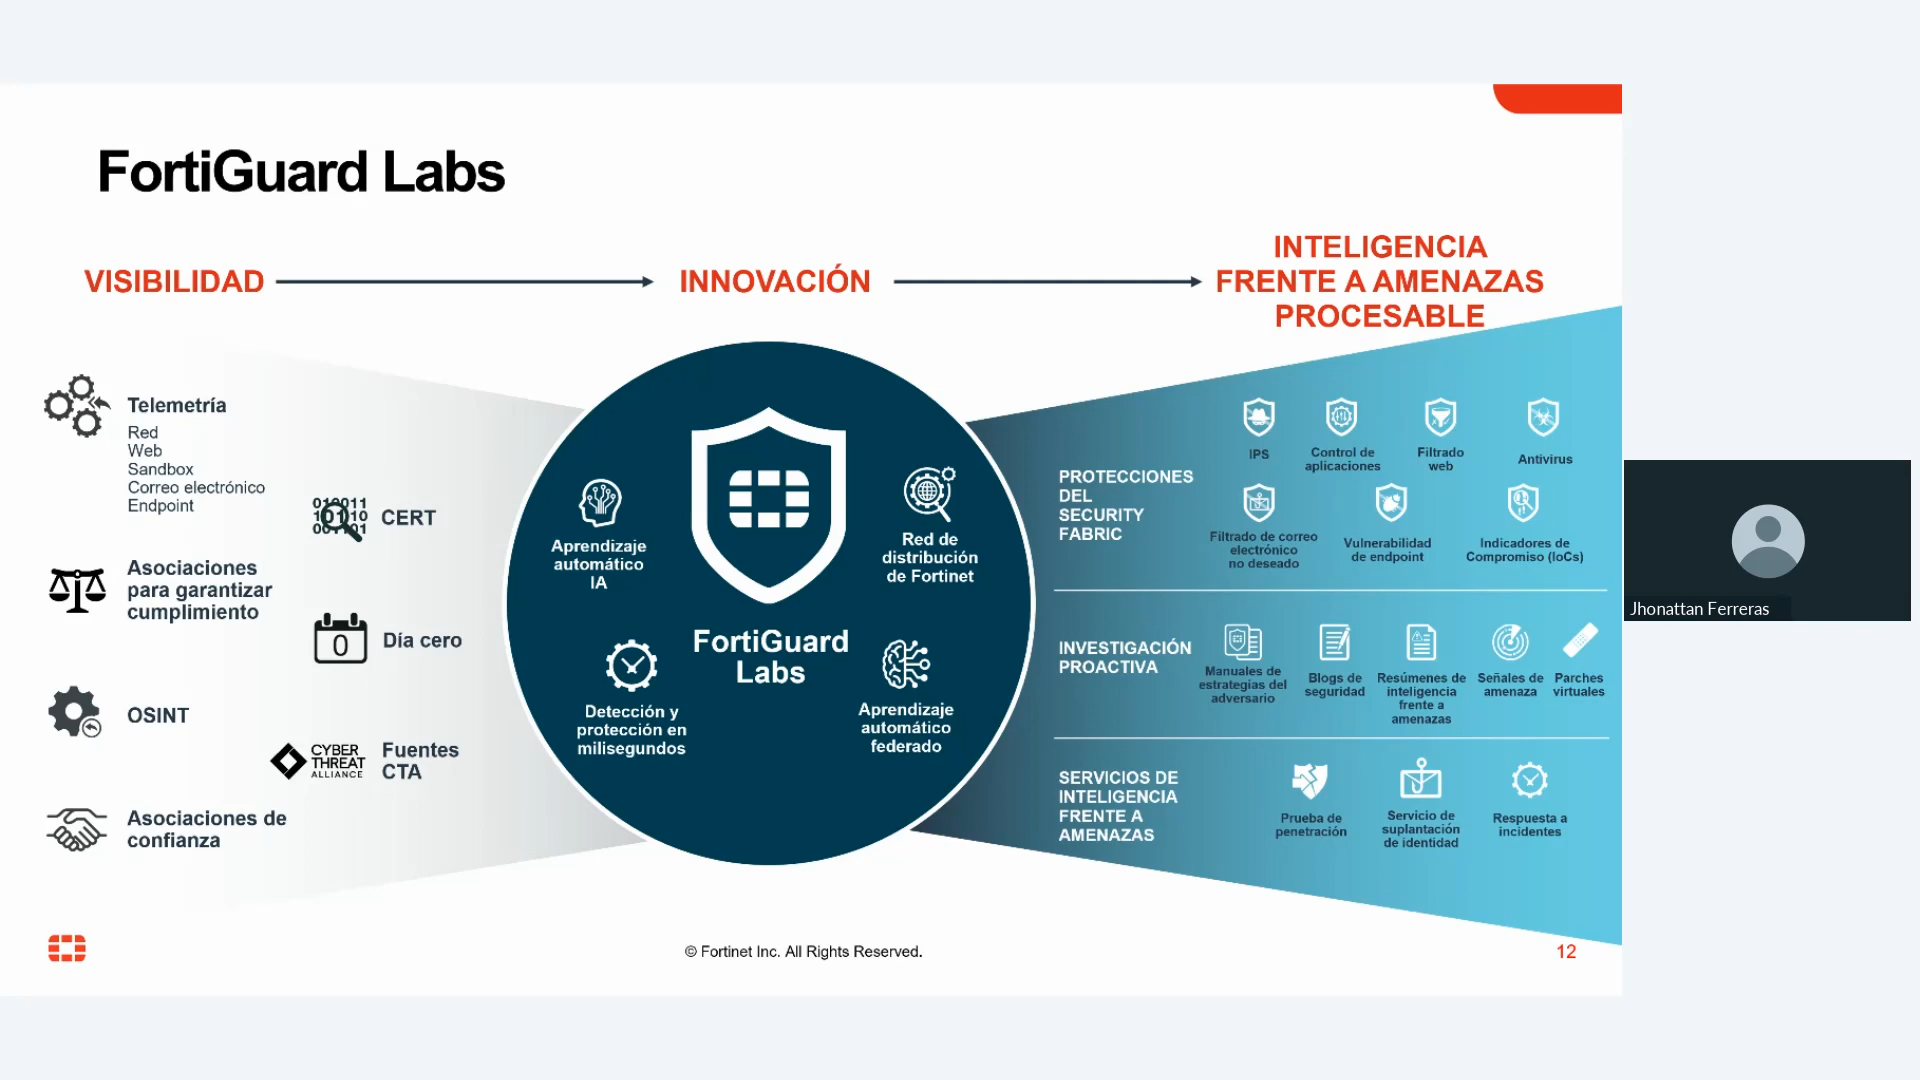 FortiGuard Labs
VISIBILIDAD
INNOVACIÓN
INTELIGENCIA
FRENTE A AMENAZAS
PROCESABLE
Telemetría
Red
Web
Sandbox
Correo electrónico
Endpoint
010011
10110
001101
CERT
Asociaciones
para garantizar
cumplimiento
0
Día cero
OSINT
CYBER
THREAT
ALLIANCE
Fuentes
CTA
Asociaciones de
confianza
Aprendizaje
automático
IA
Red de
distribución
de Fortinet
FortiGuard
Labs
Detección y
protección en
milisegundos
Aprendizaje
automático
federado
PROTECCIONES
DEL
SECURITY
FABRIC
IPS
Control de
aplicaciones
Filtrado
web
Antivirus
Filtrado de correo
electrónico
no deseado
Vulnerabilidad
de endpoint
Indicadores de
Compromiso (IoCs)
INVESTIGACIÓN
PROACTIVA
Manuales de
estrategias del
adversario
Blogs de
seguridad
Resúmenes de
inteligencia
frente a
amenazas
Señales de
amenaza
Parches
virtuales
SERVICIOS DE
INTELIGENCIA
FRENTE A
AMENAZAS
Prueba de
penetración
Servicio de
suplantación
de identidad
Respuesta a
incidentes
© Fortinet Inc. All Rights Reserved.
12
Jhonattan Ferreras